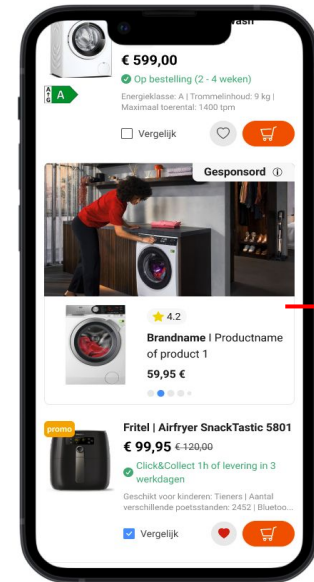 Wash
€ 599,00
Op bestelling (2 - 4 weken)
A
G
A
Energieklasse: A | Trommelinhoud: 9 kg |
Maximaal toerental: 1400 tpm
Vergelijk
Gesponsord
4.2
Brandname | Productname
of product 1
59,95 €
promo
Fritel | Airfryer SnackTastic 5801
€ 99,95 €120,00
Click&Collect 1h of levering in 3
werkdagen
Geschikt voor kinderen: Tieners | Aantal
verschillende poetsstanden: 2452 | Bluetoo...
Vergelijk